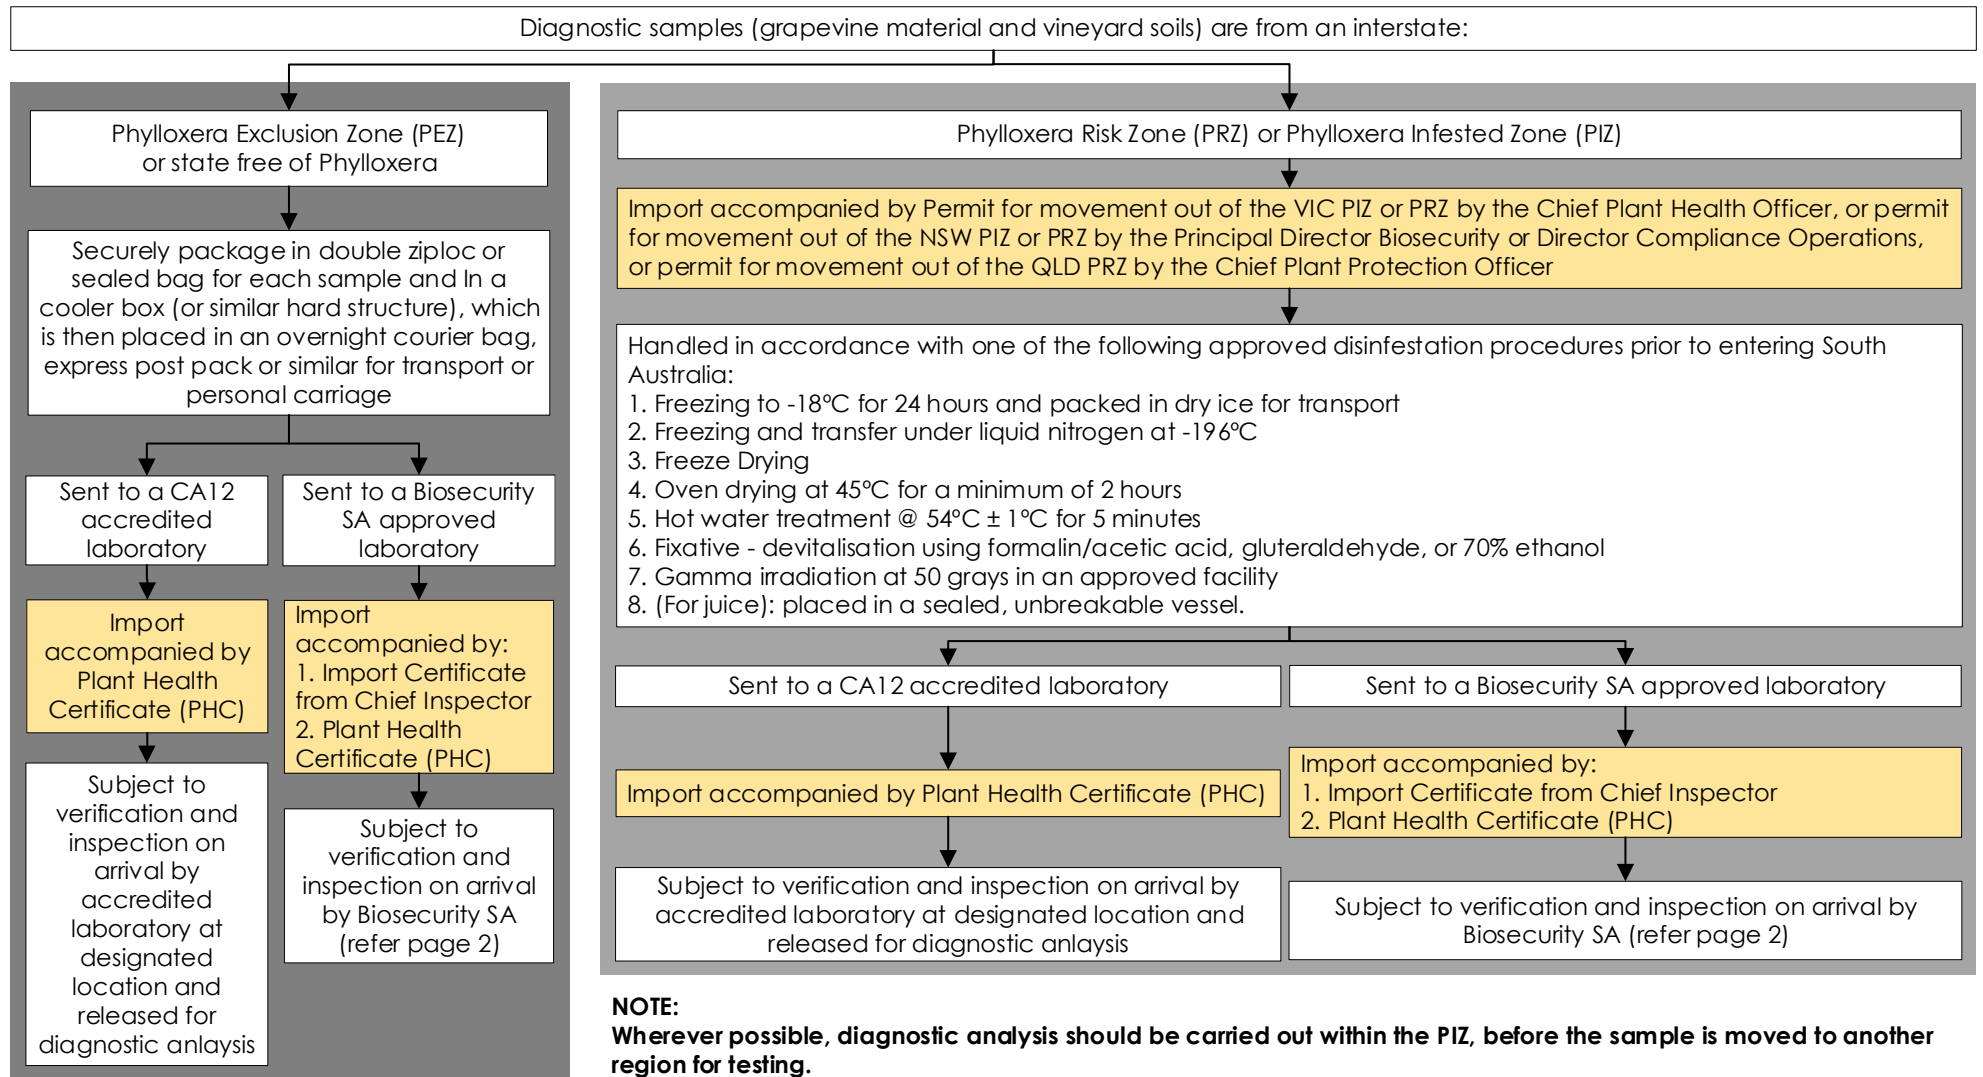 Diagnostic samples (grapevine material and vineyard soils) are from an interstate:
Phylloxera Exclusion Zone (PEZ)
or state free of Phylloxera
Securely package in double ziploc or
sealed bag for each sample and In a
cooler box (or similar hard structure), which
is then placed in an overnight courier bag,
express post pack or similar for transport or
personal carriage
Sent to a CA12
accredited
laboratory
Import
accompanied by
Plant Health
Certificate (PHC)
Subject to
verification and
inspection on
arrival by
accredited
laboratory at
designated
location and
released for
diagnostic anlaysis
Sent to a Biosecurity
SA approved
laboratory
Import
accompanied by:
1. Import Certificate
from Chief Inspector
2. Plant Health
Certificate (PHC)
Subject to
verification and
inspection on arrival
by Biosecurity SA
(refer page 2)
Phylloxera Risk Zone (PRZ) or Phylloxera Infested Zone (PIZ)
Import accompanied by Permit for movement out of the VIC PIZ or PRZ by the Chief Plant Health Officer, or permit
for movement out of the NSW PIZ or PRZ by the Principal Director Biosecurity or Director Compliance Operations,
or permit for movement out of the QLD PRZ by the Chief Plant Protection Officer
Handled in accordance with one of the following approved disinfestation procedures prior to entering South
Australia:
1. Freezing to -18°C for 24 hours and packed in dry ice for transport
2. Freezing and transfer under liquid nitrogen at -196°C
3. Freeze Drying
4. Oven drying at 45°C for a minimum of 2 hours
5. Hot water treatment @ 54°C ± 1°C for 5 minutes
6. Fixative - devitalisation using formalin/acetic acid, gluteraldehyde, or 70% ethanol
7. Gamma irradiation at 50 grays in an approved facility
8. (For juice): placed in a sealed, unbreakable vessel.
Sent to a CA12 accredited laboratory
Import accompanied by Plant Health Certificate (PHC)
Subject to verification and inspection on arrival by
accredited laboratory at designated location and
released for diagnostic anlaysis
Sent to a Biosecurity SA approved laboratory
Import accompanied by:
1. Import Certificate from Chief Inspector
2. Plant Health Certificate (PHC)
Subject to verification and inspection on arrival by
Biosecurity SA (refer page 2)
NOTE:
Wherever possible, diagnostic analysis should be carried out within the PIZ, before the sample is moved to another
region for testing.